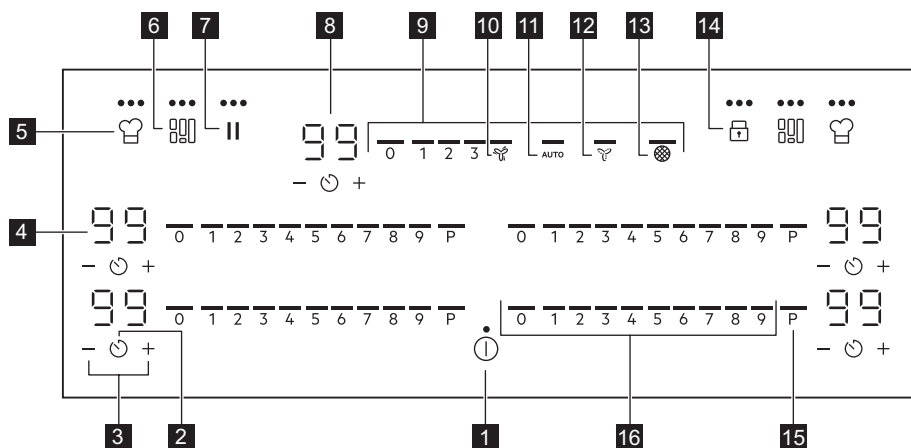 6 7 8 9 10 11 12 13 14
5
99 0 1 2 3 AUTO
− +
4 99 0 1 2 3 4 5 6 7 8 9 P 0 1 2 3 4 5 6 7 8 9 P 99
− + − +
99 0 1 2 3 4 5 6 7 8 9 P 0 1 2 3 4 5 6 7 8 9 P 99
− + − +
3 2 1 16 15